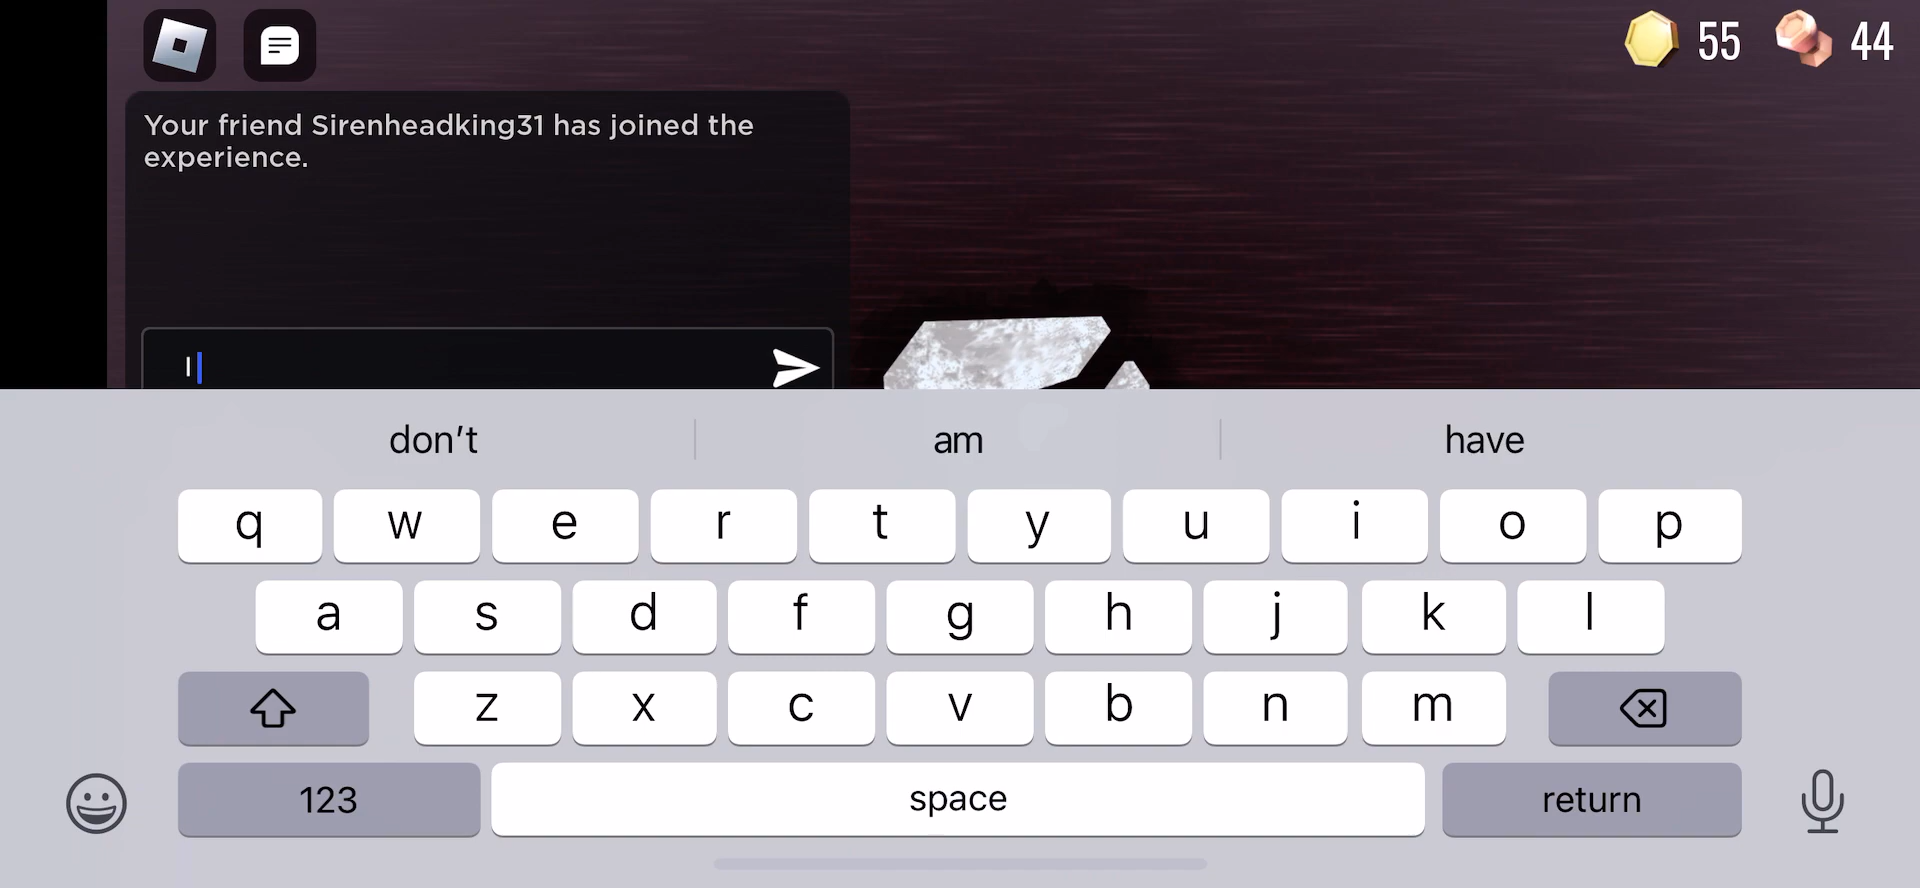 55 44
Your friend Sirenheadking31 has joined the
experience.
I
don't am have
q w e r t y u i o p
a s d f g h j k l
z x c v b n m
123 space return